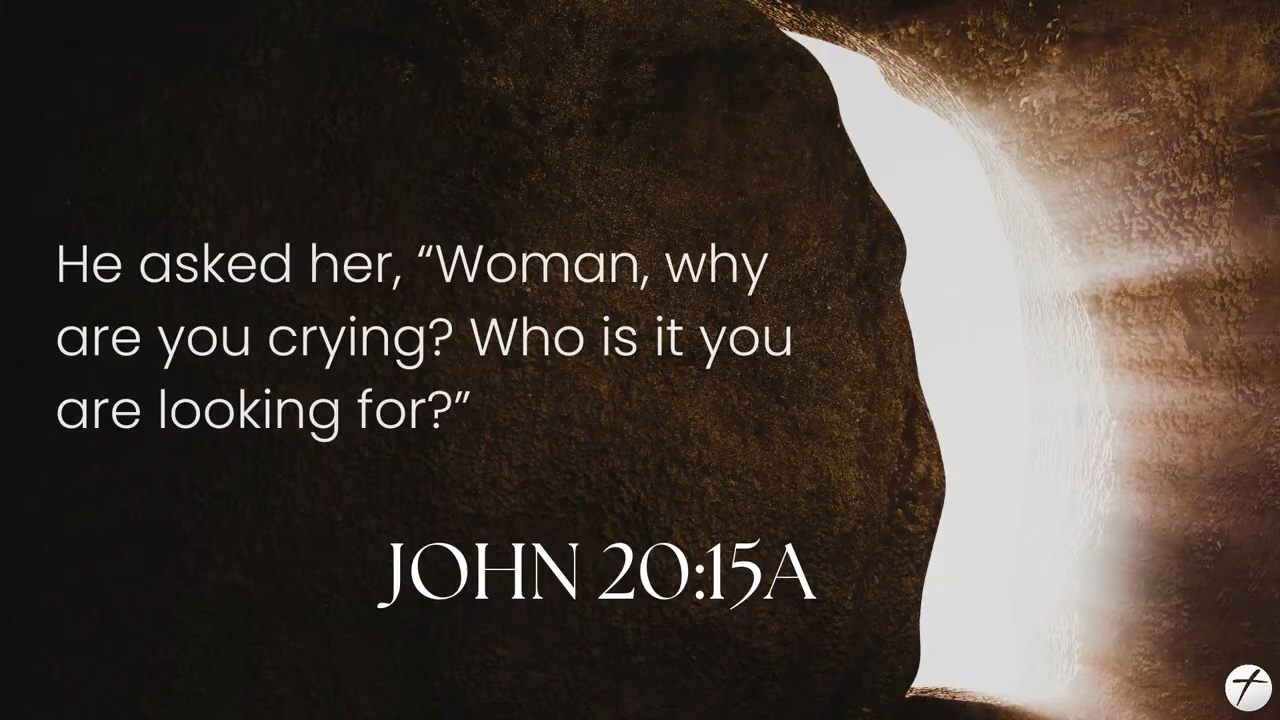 He asked her, “Woman, why
are you crying? Who is it you
are looking for?”
JOHN 20:15A